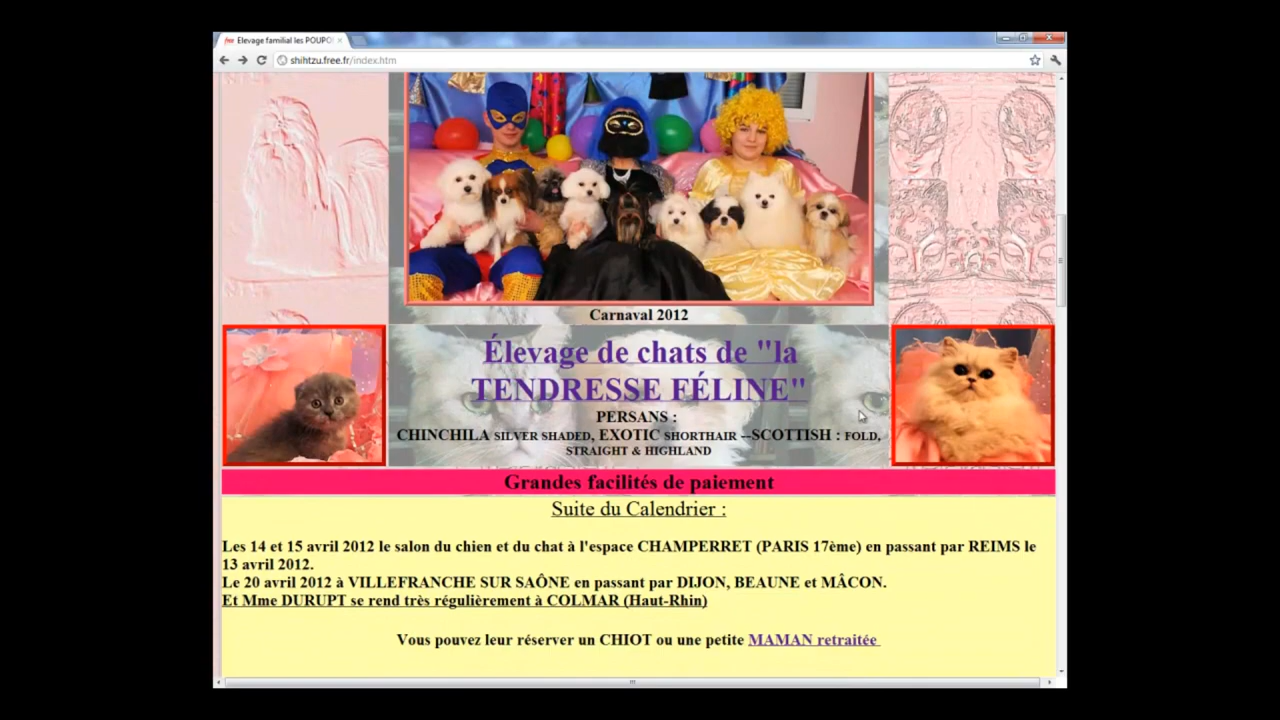 free Elevage familial les POUPO
shihtzu.free.fr/index.htm
Carnaval 2012
Élevage de chats de "la
TENDRESSE FÉLINE"
PERSANS :
CHINCHILA SILVER SHADED, EXOTIC SHORTHAIR --SCOTTISH : FOLD,
STRAIGHT & HIGHLAND
Grandes facilités de paiement
Suite du Calendrier :
Les 14 et 15 avril 2012 le salon du chien et du chat à l'espace CHAMPERRET (PARIS 17ème) en passant par REIMS le
13 avril 2012.
Le 20 avril 2012 à VILLEFRANCHE SUR SAÔNE en passant par DIJON, BEAUNE et MÂCON.
Et Mme DURUPT se rend très régulièrement à COLMAR (Haut-Rhin)
Vous pouvez leur réserver un CHIOT ou une petite MAMAN retraitée